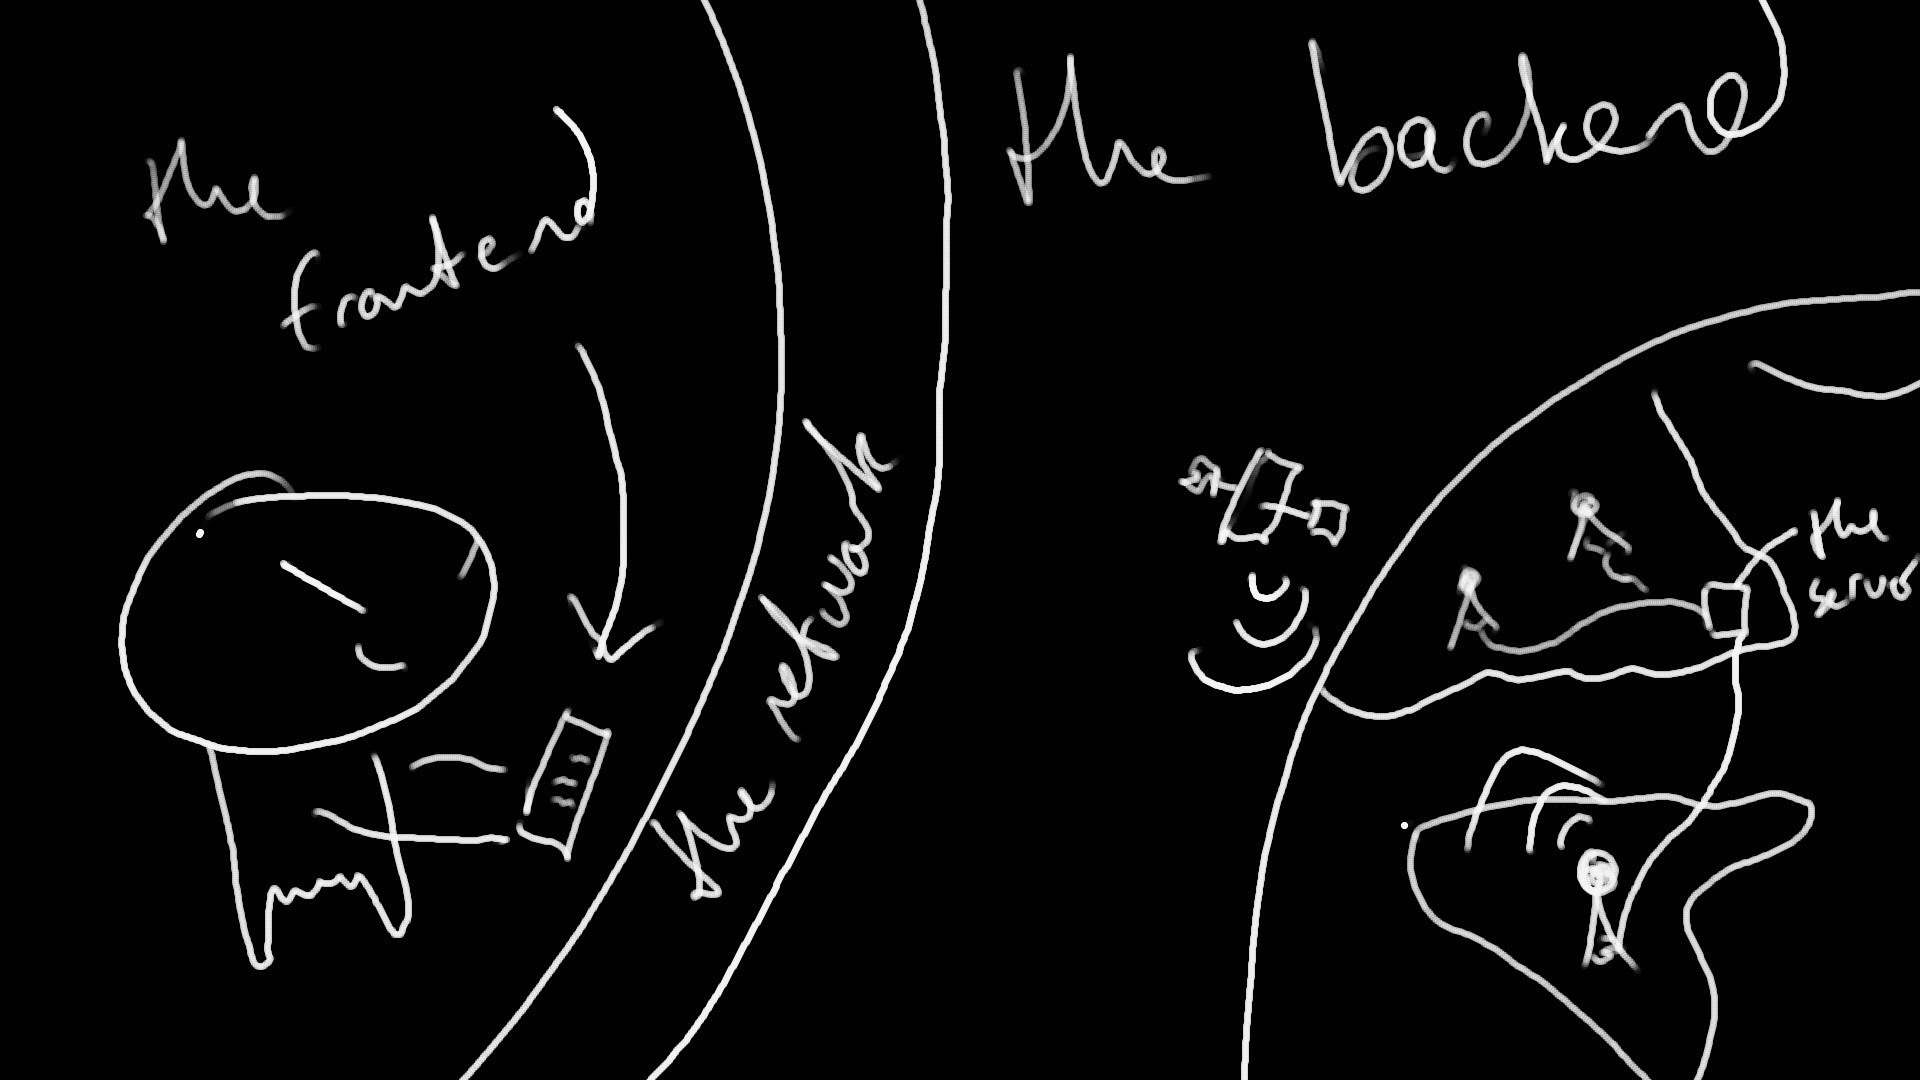 the
frontend
the network
the backend
the
server